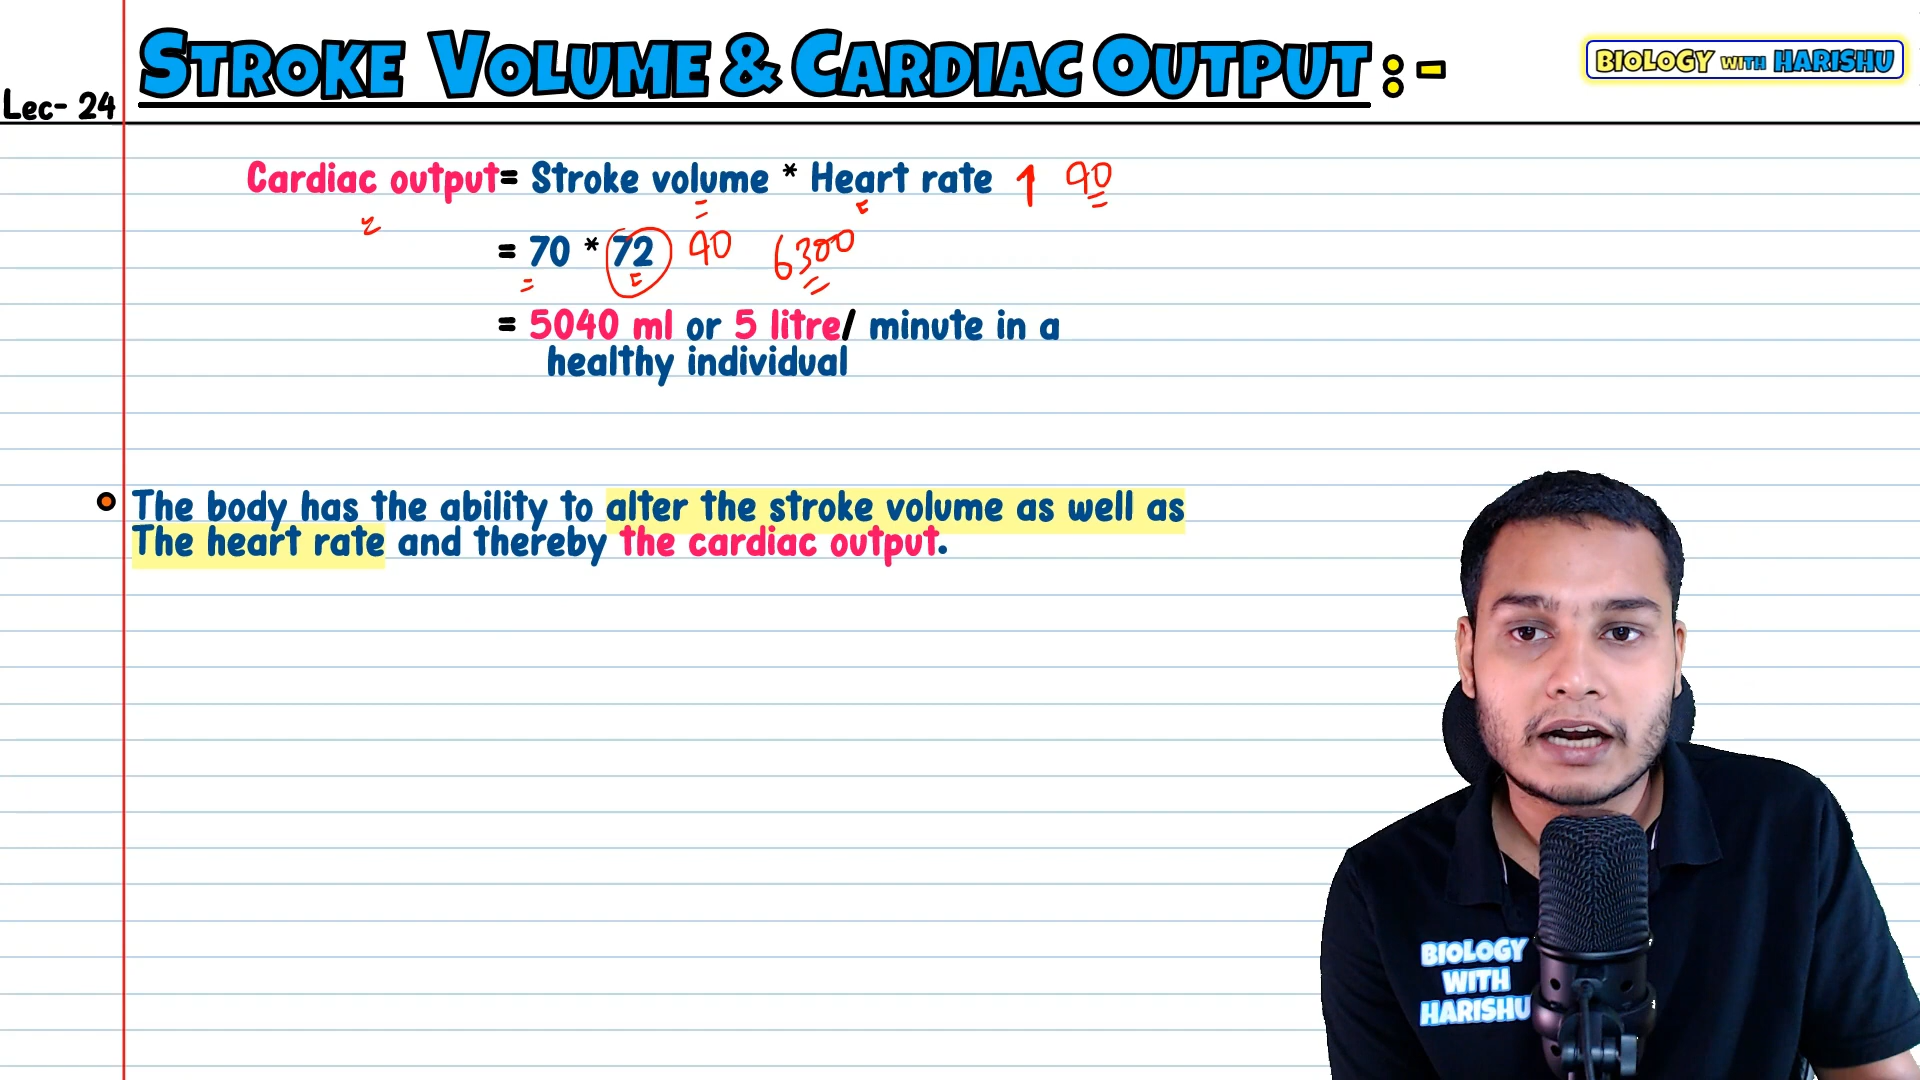 STROKE VOLUME & CARDIAC OUTPUT :-
BIOLOGY WITH HARISHU
Lec- 24
Cardiac output= Stroke volume * Heart rate ↑ 90
= 70 * 72 90 6300
= 5040 ml or 5 litre/ minute in a
healthy individual
The body has the ability to alter the stroke volume as well as
The heart rate and thereby the cardiac output.
BIOLOGY
WITH
HARISHU